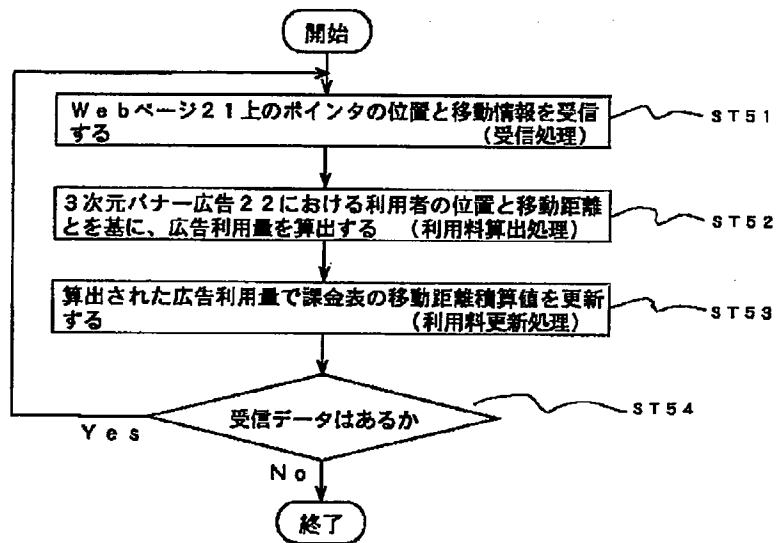 開始
Ｗｅｂページ２１上のポインタの位置と移動情報を受信
する　（受信処理）
ＳＴ５１
３次元バナー広告２２における利用者の位置と移動距離
とを基に、広告利用量を算出する　（利用料算出処理）
ＳＴ５２
算出された広告利用量で課金表の移動距離積算値を更新
する　（利用料更新処理）
ＳＴ５３
受信データはあるか
ＳＴ５４
Ｙｅｓ
Ｎｏ
終了